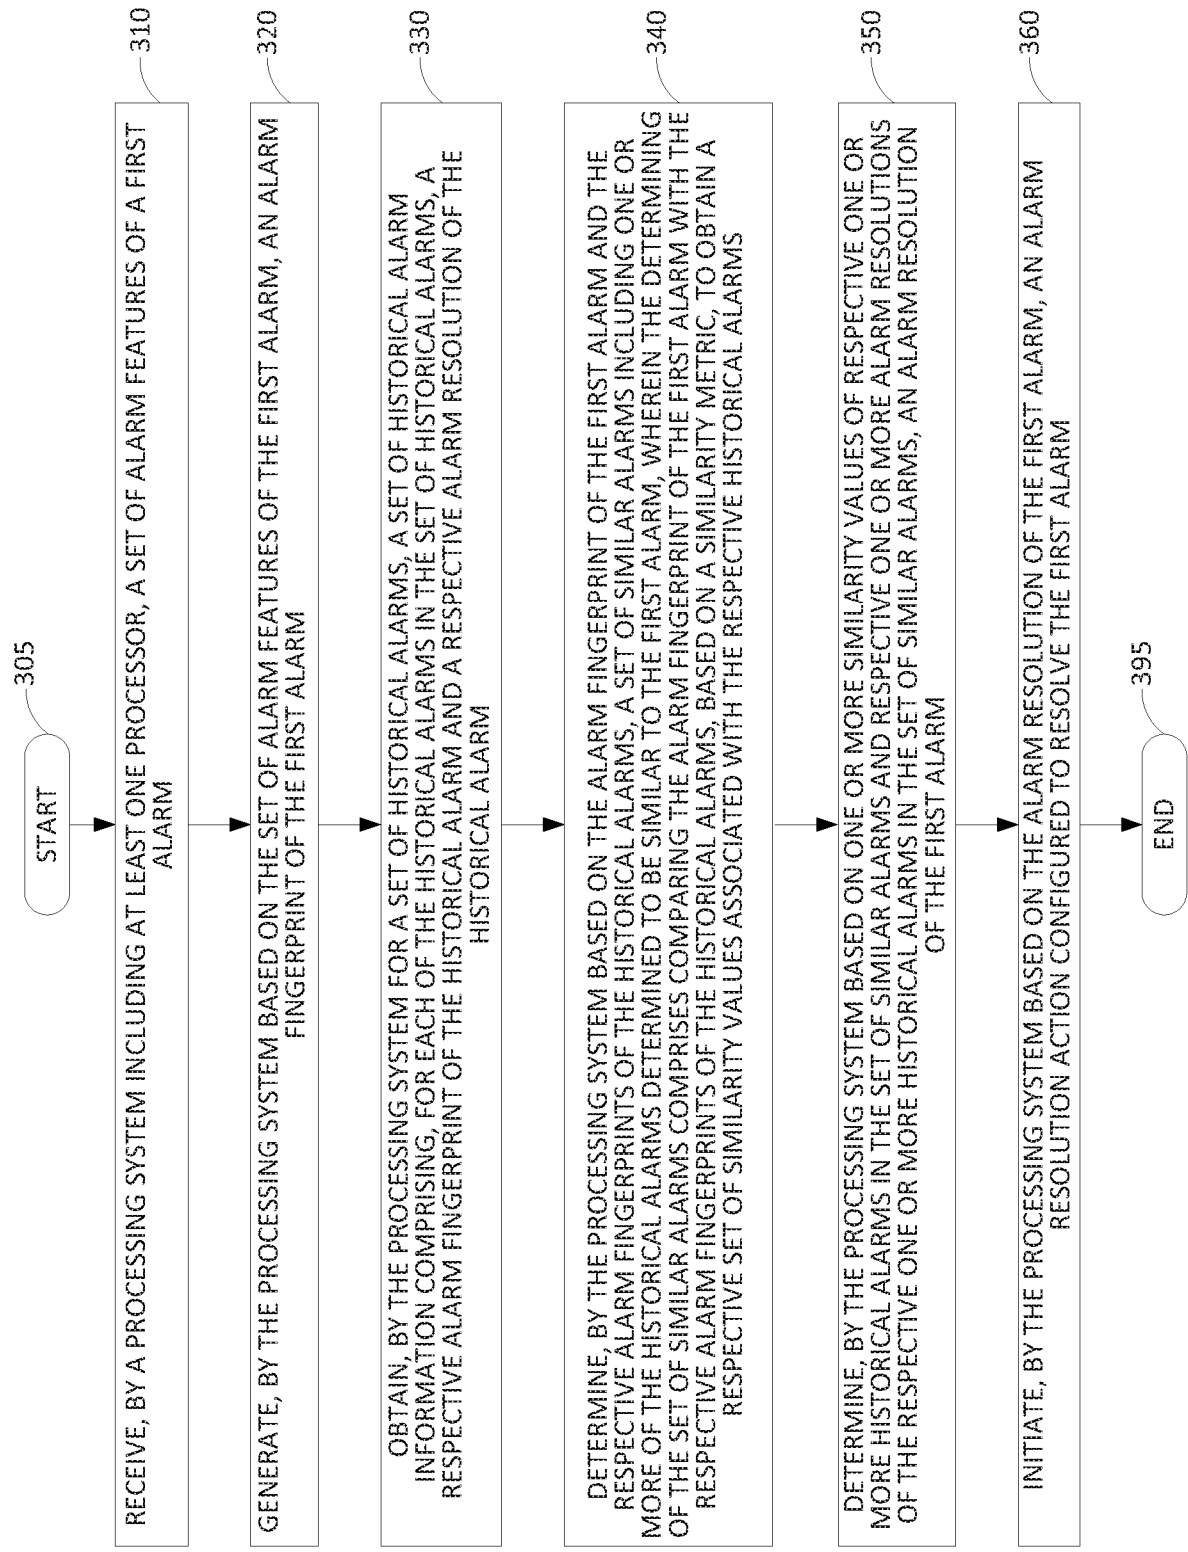 START
305
RECEIVE, BY A PROCESSING SYSTEM INCLUDING AT LEAST ONE PROCESSOR, A SET OF ALARM FEATURES OF A FIRST
ALARM
310
GENERATE, BY THE PROCESSING SYSTEM BASED ON THE SET OF ALARM FEATURES OF THE FIRST ALARM, AN ALARM
FINGERPRINT OF THE FIRST ALARM
320
OBTAIN, BY THE PROCESSING SYSTEM FOR A SET OF HISTORICAL ALARMS, A SET OF HISTORICAL ALARM
INFORMATION COMPRISING, FOR EACH OF THE HISTORICAL ALARMS IN THE SET OF HISTORICAL ALARMS, A
RESPECTIVE ALARM FINGERPRINT OF THE HISTORICAL ALARM AND A RESPECTIVE ALARM RESOLUTION OF THE
HISTORICAL ALARM
330
DETERMINE, BY THE PROCESSING SYSTEM BASED ON THE ALARM FINGERPRINT OF THE FIRST ALARM AND THE
RESPECTIVE ALARM FINGERPRINTS OF THE HISTORICAL ALARMS, A SET OF SIMILAR ALARMS INCLUDING ONE OR
MORE OF THE HISTORICAL ALARMS DETERMINED TO BE SIMILAR TO THE FIRST ALARM, WHEREIN THE DETERMINING
OF THE SET OF SIMILAR ALARMS COMPRISES COMPARING THE ALARM FINGERPRINT OF THE FIRST ALARM WITH THE
RESPECTIVE ALARM FINGERPRINTS OF THE HISTORICAL ALARMS, BASED ON A SIMILARITY METRIC, TO OBTAIN A
RESPECTIVE SET OF SIMILARITY VALUES ASSOCIATED WITH THE RESPECTIVE HISTORICAL ALARMS
340
DETERMINE, BY THE PROCESSING SYSTEM BASED ON ONE OR MORE SIMILARITY VALUES OF RESPECTIVE ONE OR
MORE HISTORICAL ALARMS IN THE SET OF SIMILAR ALARMS AND RESPECTIVE ONE OR MORE ALARM RESOLUTIONS
OF THE RESPECTIVE ONE OR MORE HISTORICAL ALARMS IN THE SET OF SIMILAR ALARMS, AN ALARM RESOLUTION
OF THE FIRST ALARM
350
INITIATE, BY THE PROCESSING SYSTEM BASED ON THE ALARM RESOLUTION OF THE FIRST ALARM, AN ALARM
RESOLUTION ACTION CONFIGURED TO RESOLVE THE FIRST ALARM
360
END
395